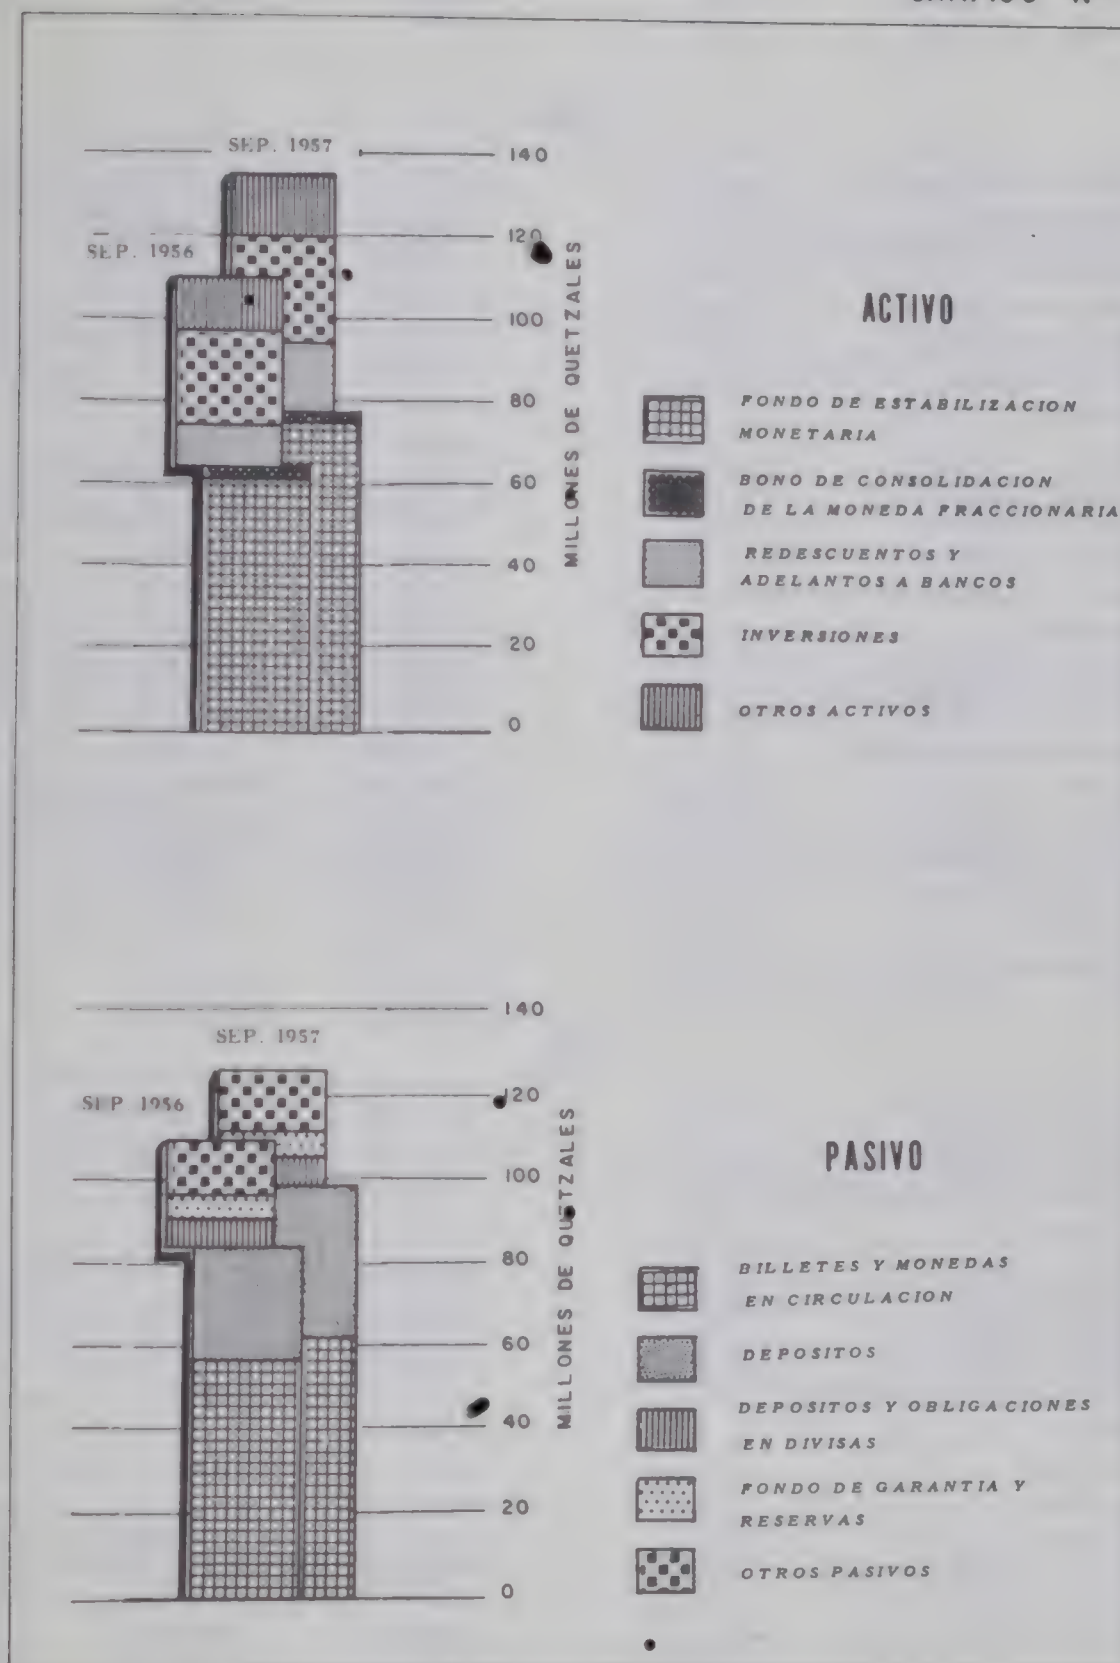 SEP. 1957
140
SEP. 1956
120
100
80
60
40
20
0
MILLONES DE QUETZALES
ACTIVO
FONDO DE ESTABILIZACION
MONETARIA
BONO DE CONSOLIDACION
DE LA MONEDA FRACCIONARIA
REDESCUENTOS Y
ADELANTOS A BANCOS
INVERSIONES
OTROS ACTIVOS
140
SEP. 1957
SEP 1956
120
100
80
60
40
20
0
MILLONES DE QUETZALES
PASIVO
BILLETES Y MONEDAS
EN CIRCULACION
DEPOSITOS
DEPOSITOS Y OBLIGACIONES
EN DIVISAS
FONDO DE GARANTIA Y
RESERVAS
OTROS PASIVOS